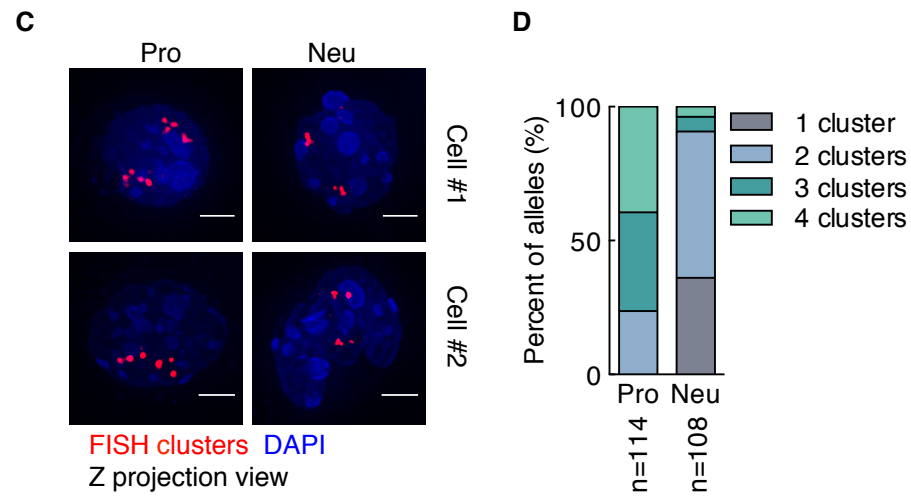 C
Pro Neu
Cell #1
Cell #2
FISH clusters DAPI
Z projection view
D
Percent of alleles (%)
100
50
0
Pro Neu
n=114 n=108
1 cluster
2 clusters
3 clusters
4 clusters